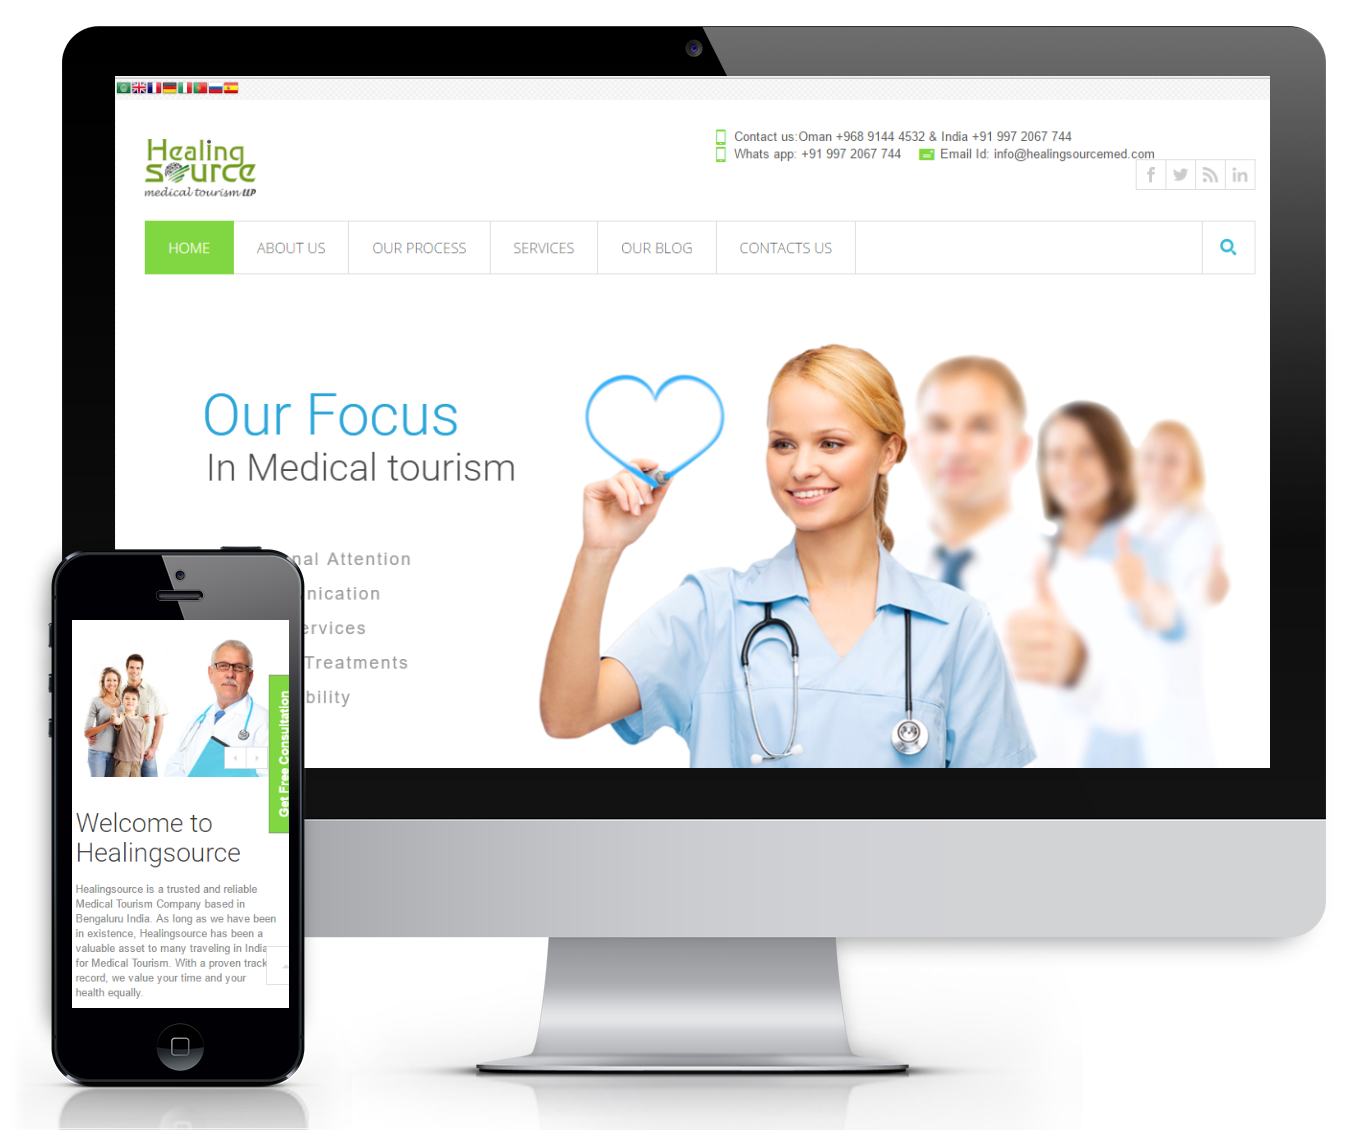 Contact us:Oman +968 9144 4532 & India +91 997 2067 744
Whats app: +91 997 2067 744 Email Id: info@healingsourcemed.com
Healing
source
medical tourism LLP
HOME ABOUT US OUR PROCESS SERVICES OUR BLOG CONTACTS US
Our Focus
In Medical tourism
nal Attention
nication
ervices
Treatments
bility
Get Free Consultation
Welcome to
Healingsource
Healingsource is a trusted and reliable
Medical Tourism Company based in
Bengaluru India. As long as we have been
in existence, Healingsource has been a
valuable asset to many traveling in India
for Medical Tourism. With a proven track
record, we value your time and your
health equally.